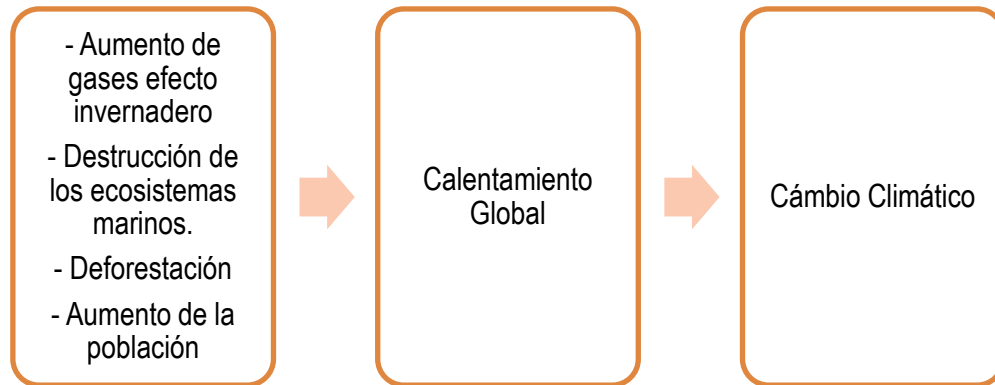 - Aumento de
gases efecto
invernadero
- Destrucción de
los ecosistemas
marinos.
- Deforestación
- Aumento de la
población
Calentamiento
Global
Cámbio Climático